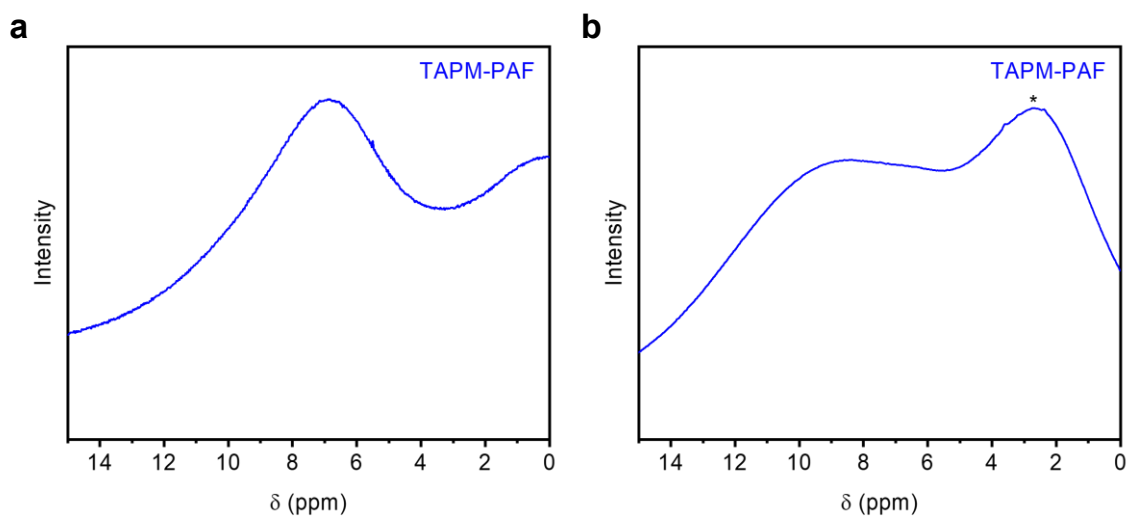 a
TAPM-PAF
Intensity
14 12 10 8 6 4 2 0
δ (ppm)
b
TAPM-PAF
*
Intensity
14 12 10 8 6 4 2 0
δ (ppm)